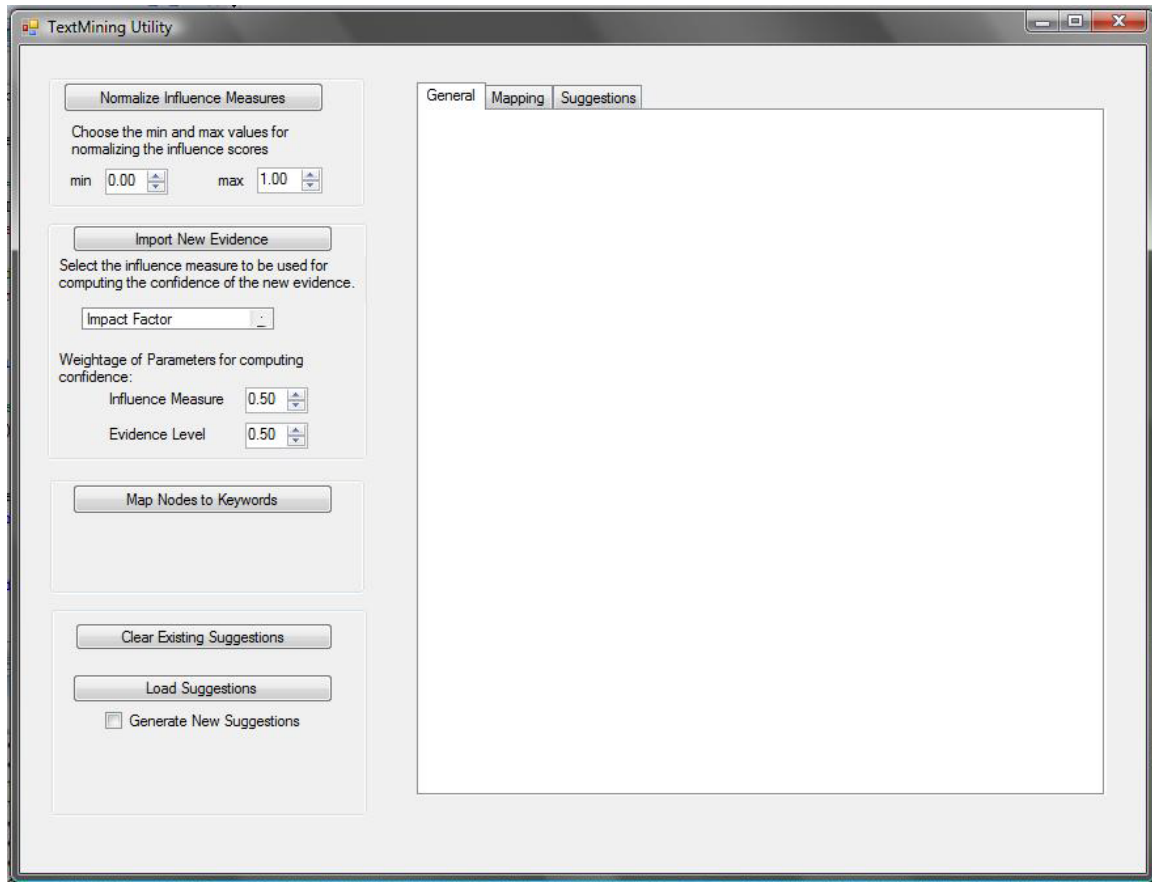 TextMining Utility
Normalize Influence Measures
Choose the min and max values for
normalizing the influence scores
min 0.00 max 1.00
Import New Evidence
Select the influence measure to be used for
computing the confidence of the new evidence.
Impact Factor
Weightage of Parameters for computing
confidence:
Influence Measure 0.50
Evidence Level 0.50
Map Nodes to Keywords
Clear Existing Suggestions
Load Suggestions
Generate New Suggestions
General Mapping Suggestions